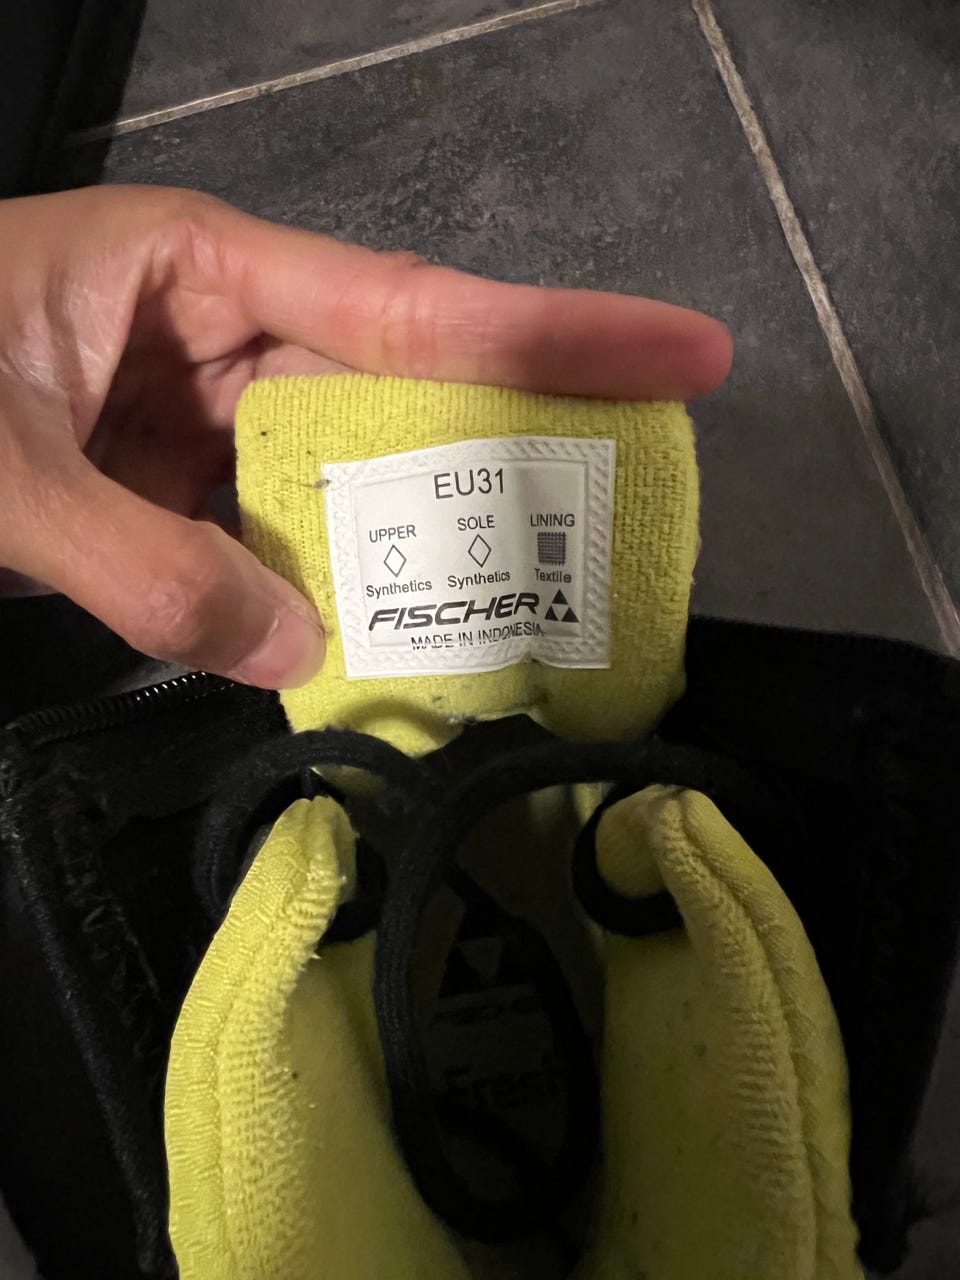 EU31
UPPER SOLE LINING
Synthetics Synthetics Textile
FISCHER
MADE IN INDONESIA